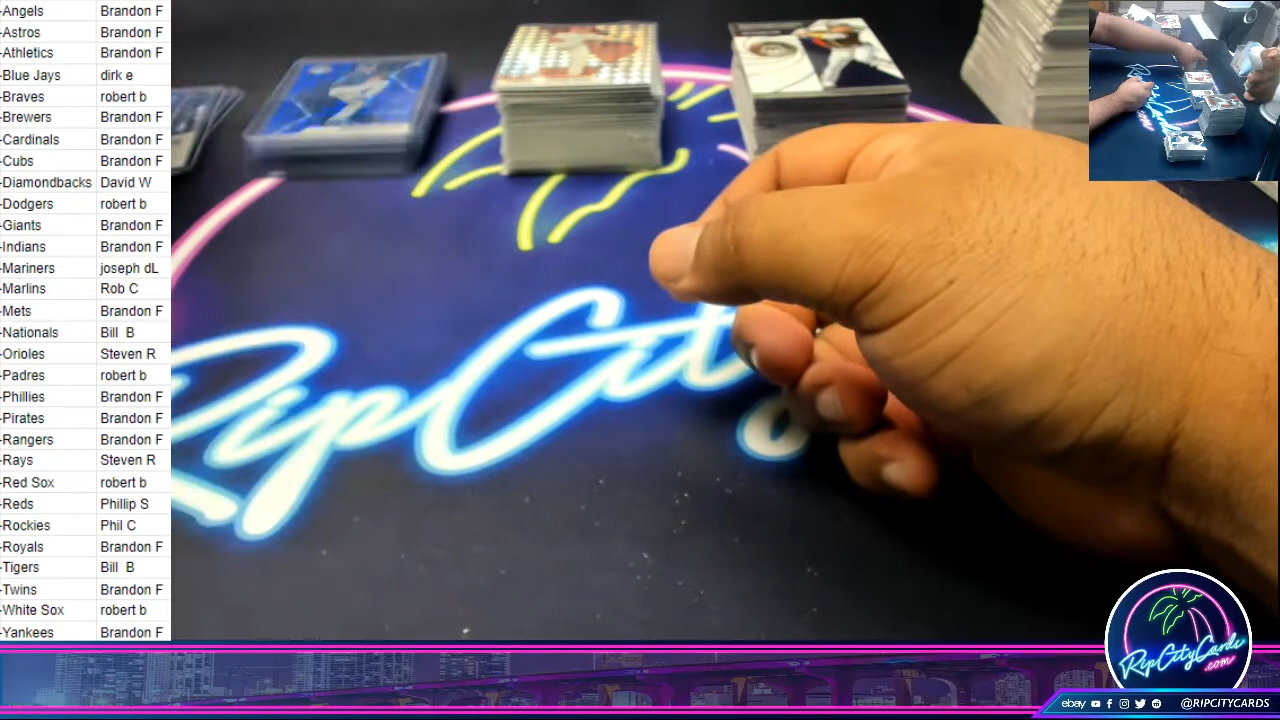 -Angels Brandon F
-Astros Brandon F
-Athletics Brandon F
-Blue Jays dirk e
-Braves robert b
-Brewers Brandon F
-Cardinals Brandon F
-Cubs Brandon F
-Diamondbacks David W
-Dodgers robert b
-Giants Brandon F
-Indians Brandon F
-Mariners joseph dL
-Marlins Rob C
-Mets Brandon F
-Nationals Bill B
-Orioles Steven R
-Padres robert b
-Phillies Brandon F
-Pirates Brandon F
-Rangers Brandon F
-Rays Steven R
-Red Sox robert b
-Reds Phillip S
-Rockies Phil C
-Royals Brandon F
-Tigers Bill B
-Twins Brandon F
-White Sox robert b
-Yankees Brandon F
RipCit
RipCityCards
.com
ebay @RIPCITYCARDS